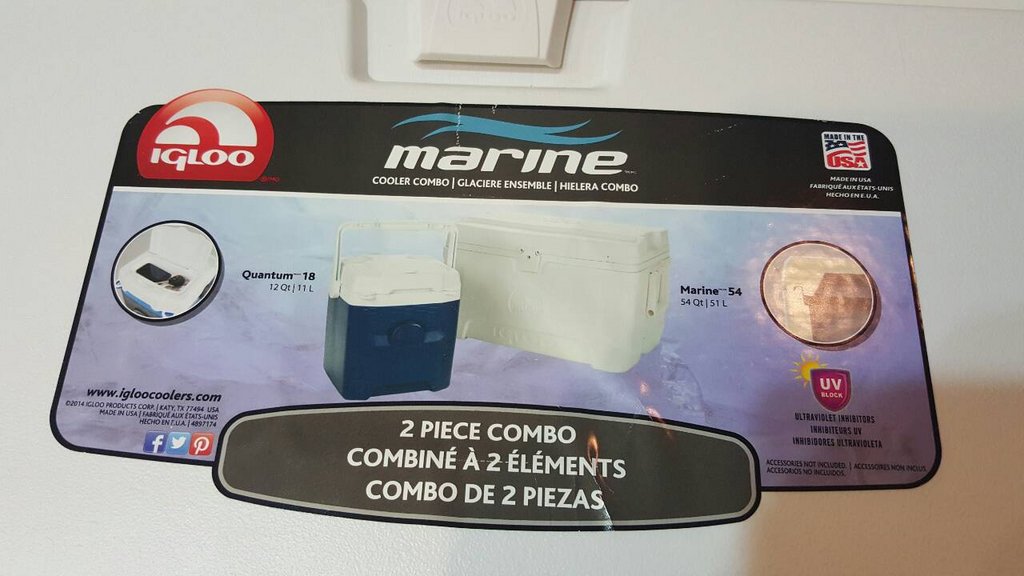 igloo
IGLOO
marine
COOLER COMBO | GLACIERE ENSEMBLE | HIELERA COMBO
MADE IN THE
USA
MADE IN USA
FABRIQUÉ AUX ÉTATS-UNIS
HECHO EN E.U.A.
Quantum™ 18
12 Qt | 11 L
Marine™ 54
54 Qt | 51 L
www.igloocoolers.com
©2014 IGLOO PRODUCTS CORP. | KATY, TX 77494 USA
MADE IN USA | FABRIQUÉ AUX ÉTATS-UNIS
HECHO EN E.U.A. | 4897174
UV
BLOCK
ULTRAVIOLET INHIBITORS
INHIBITEURS UV
INHIBIDORES ULTRAVIOLETA
2 PIECE COMBO
COMBINÉ À 2 ÉLÉMENTS
COMBO DE 2 PIEZAS
ACCESSORIES NOT INCLUDED. | ACCESSOIRES NON INCLUS.
ACCESORIOS NO INCLUIDOS.